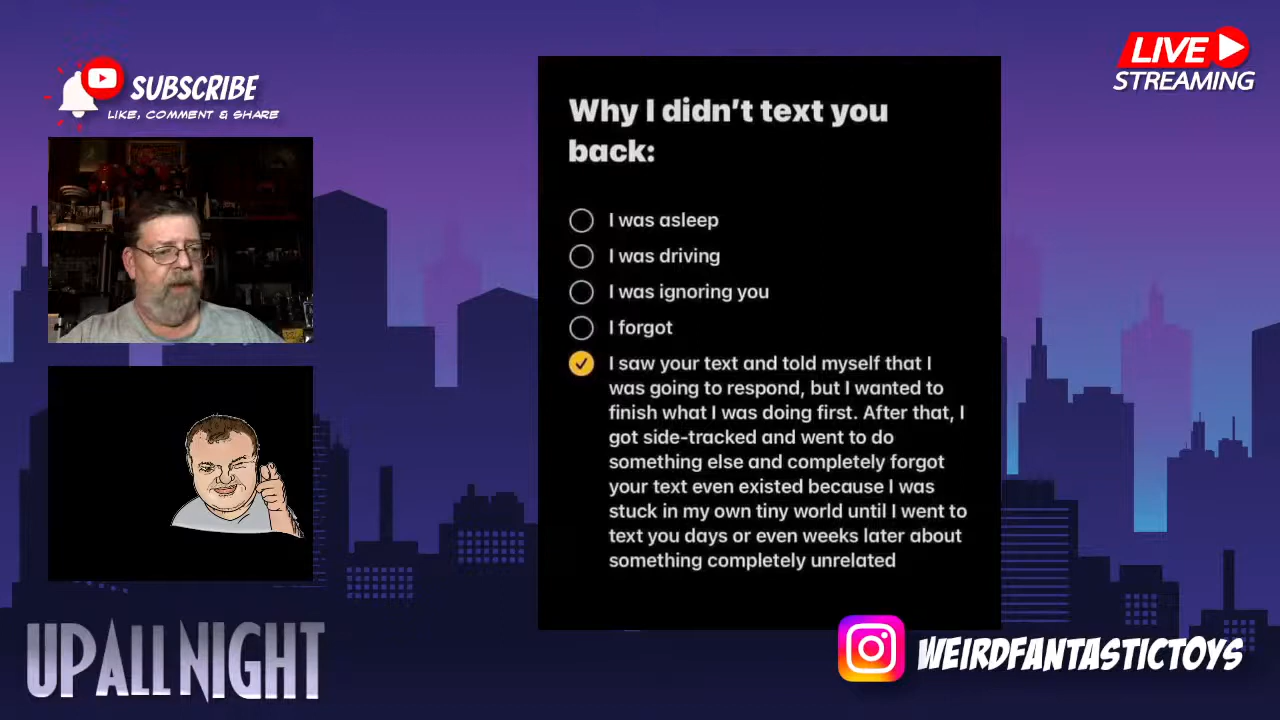 SUBSCRIBE
LIKE, COMMENT & SHARE
LIVE
STREAMING
Why I didn’t text you
back:
I was asleep
I was driving
I was ignoring you
I forgot
I saw your text and told myself that I
was going to respond, but I wanted to
finish what I was doing first. After that, I
got side-tracked and went to do
something else and completely forgot
your text even existed because I was
stuck in my own tiny world until I went to
text you days or even weeks later about
something completely unrelated
UP ALL NIGHT
WEIRDFANTASTICTOYS